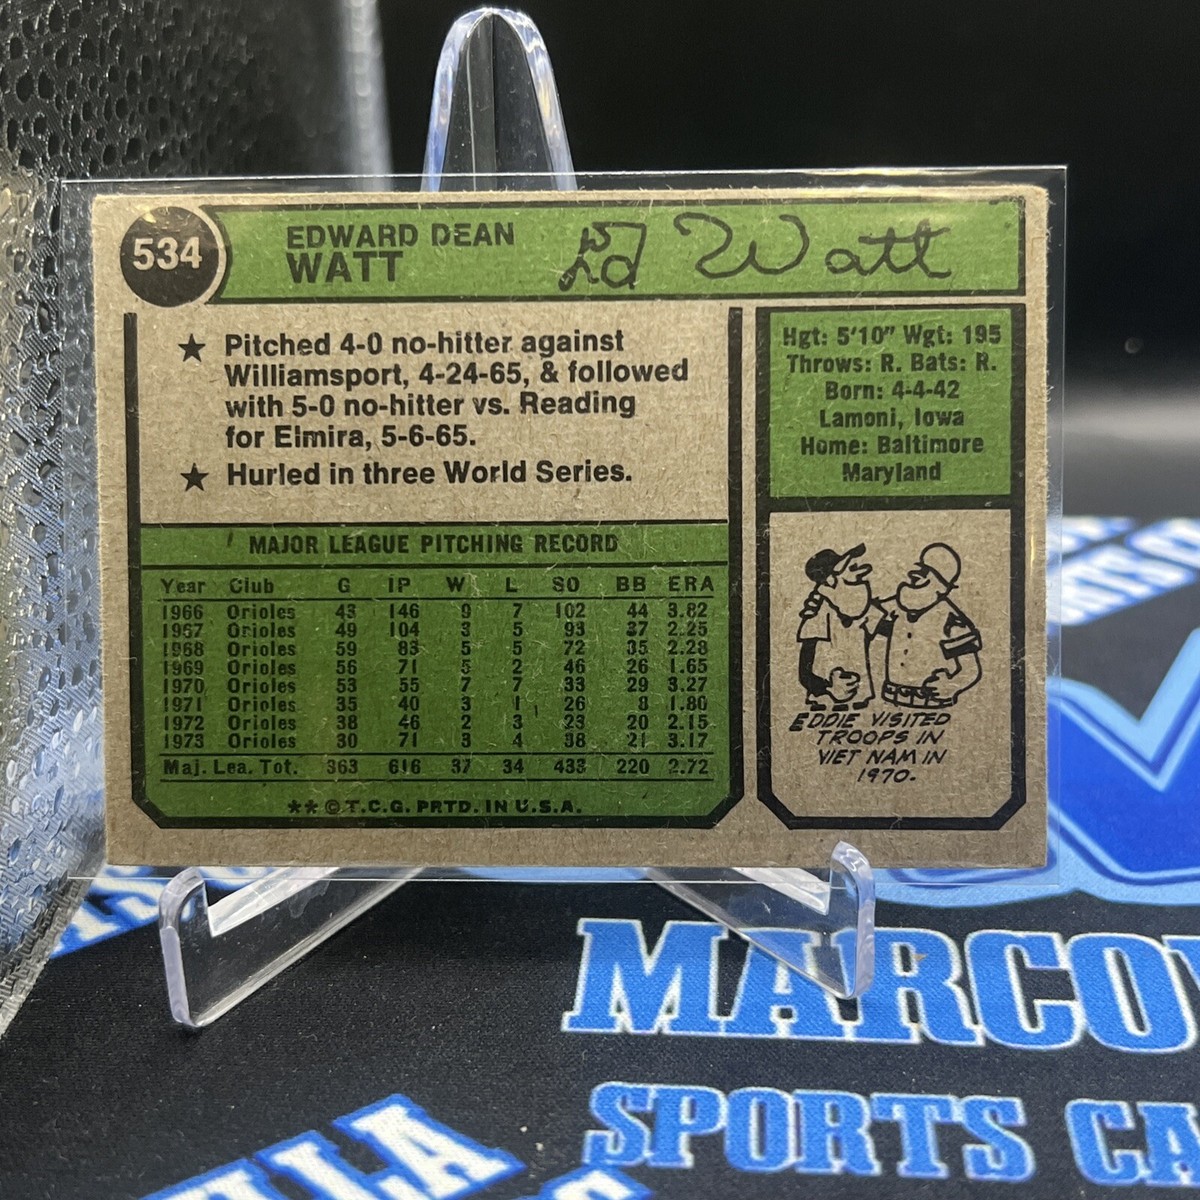 534
EDWARD DEAN
WATT
Ed Watt
★ Pitched 4-0 no-hitter against
Williamsport, 4-24-65, & followed
with 5-0 no-hitter vs. Reading
for Elmira, 5-6-65.
★ Hurled in three World Series.
Hgt: 5'10" Wgt: 195
Throws: R. Bats: R.
Born: 4-4-42
Lamoni, Iowa
Home: Baltimore
Maryland
MAJOR LEAGUE PITCHING RECORD
Year Club G IP W L SO BB ERA
1966 Orioles 43 146 9 7 102 44 3.82
1967 Orioles 49 104 3 5 93 37 2.25
1968 Orioles 59 83 5 5 72 35 2.28
1969 Orioles 56 71 5 2 46 26 1.65
1970 Orioles 53 55 7 7 33 29 3.27
1971 Orioles 35 40 3 1 26 8 1.80
1972 Orioles 38 46 2 3 23 20 2.15
1973 Orioles 30 71 3 4 38 21 3.17
Maj. Lea. Tot. 363 616 37 34 433 220 2.72
** © T.C.G. PRTD. IN U.S.A.
EDDIE VISITED
TROOPS IN
VIET NAM IN
1970.
MARCO
SPORTS CA